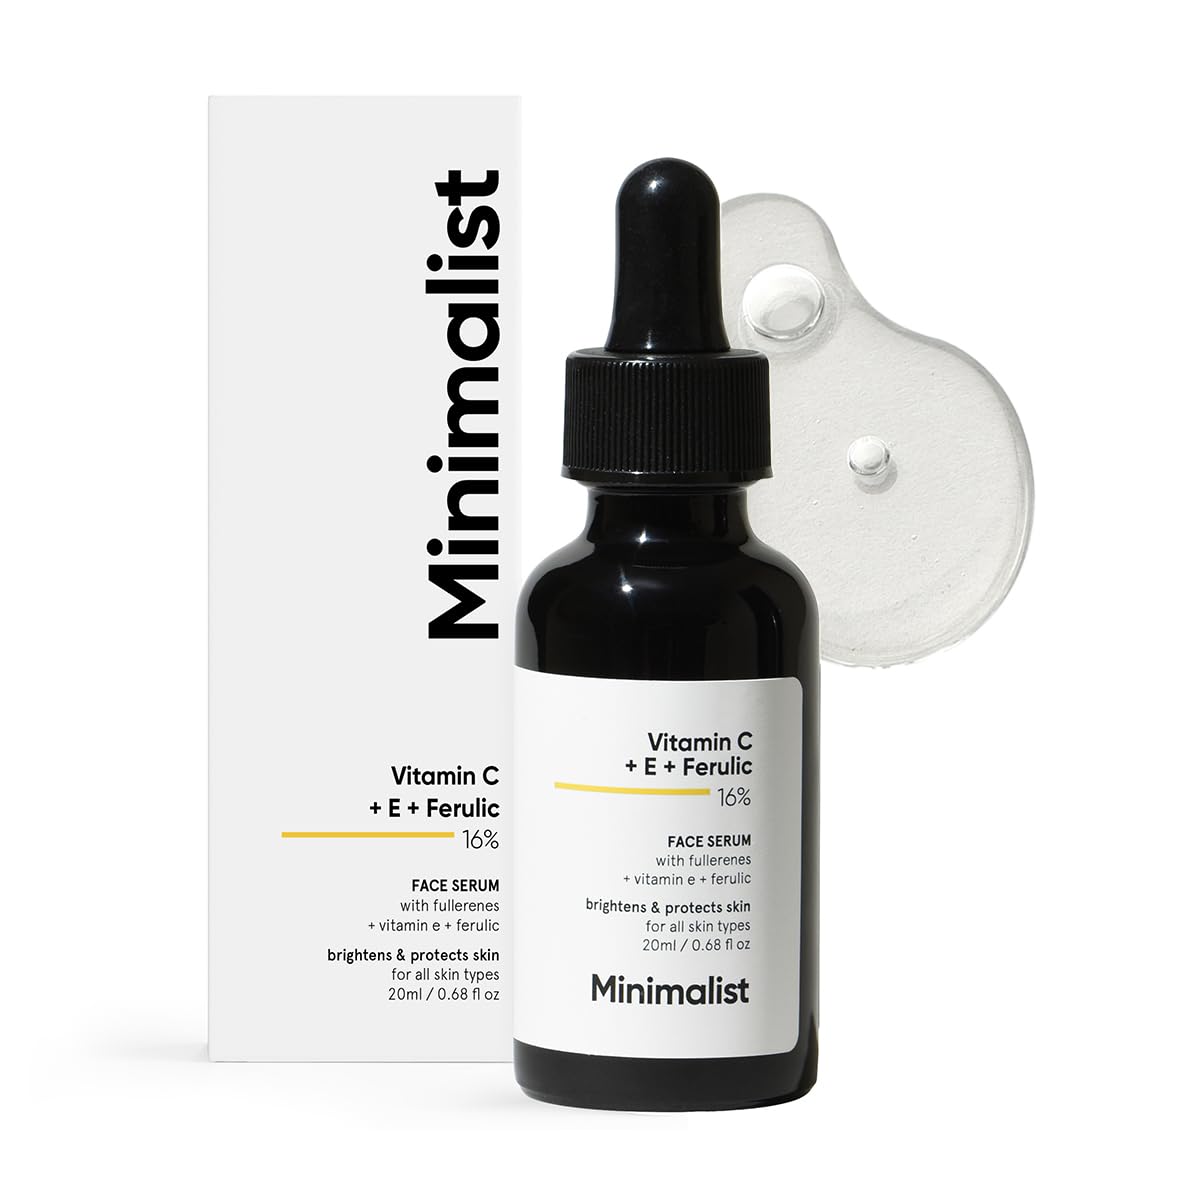 Minimalist
Vitamin C
+ E + Ferulic
16%
FACE SERUM
with fullerenes
+ vitamin e + ferulic
brightens & protects skin
for all skin types
20ml / 0.68 fl oz
Vitamin C
+ E + Ferulic
16%
FACE SERUM
with fullerenes
+ vitamin e + ferulic
brightens & protects skin
for all skin types
20ml / 0.68 fl oz
Minimalist